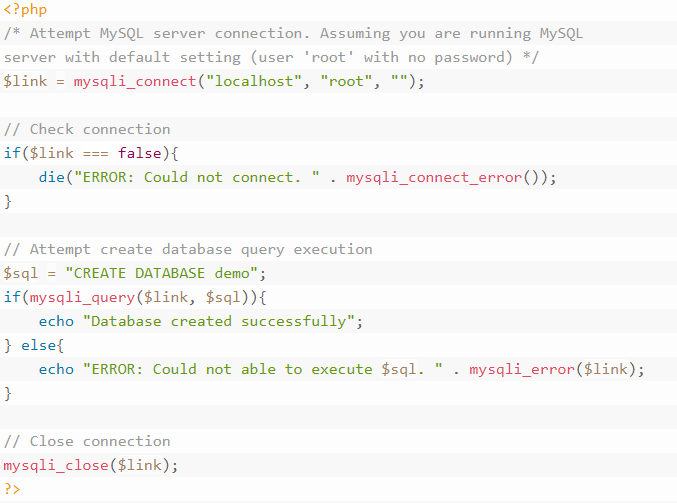 <?php
/* Attempt MySQL server connection. Assuming you are running MySQL
server with default setting (user 'root' with no password) */
$link = mysqli_connect("localhost", "root", "");
// Check connection
if($link === false){
    die("ERROR: Could not connect. " . mysqli_connect_error());
}
// Attempt create database query execution
$sql = "CREATE DATABASE demo";
if(mysqli_query($link, $sql)){
    echo "Database created successfully";
} else{
    echo "ERROR: Could not able to execute $sql. " . mysqli_error($link);
}
// Close connection
mysqli_close($link);
?>